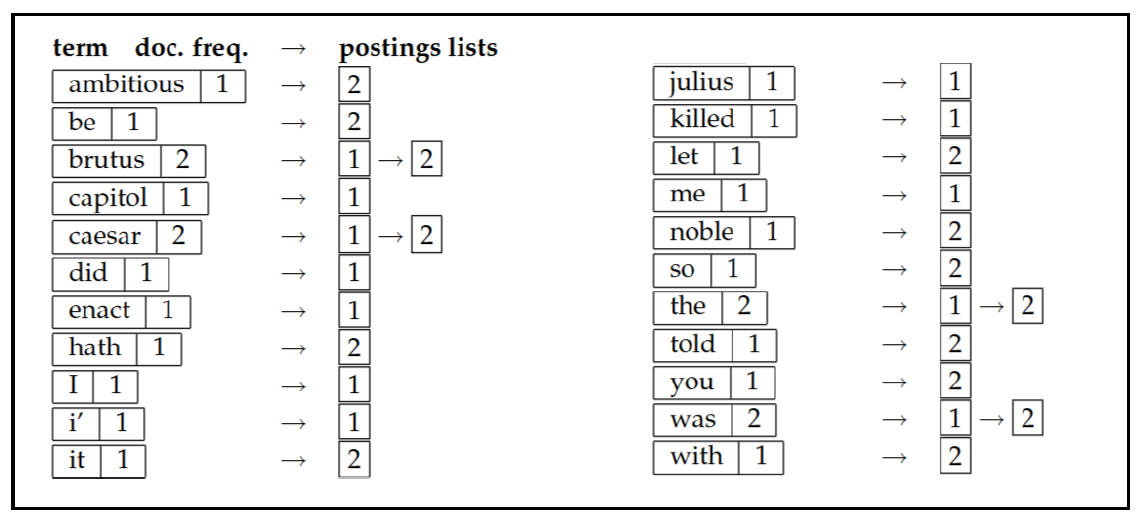 term doc. freq. → postings lists
ambitious 1 → 2
be 1 → 2
brutus 2 → 1 → 2
capitol 1 → 1
caesar 2 → 1 → 2
did 1 → 1
enact 1 → 1
hath 1 → 2
I 1 → 1
i' 1 → 1
it 1 → 2
julius 1 → 1
killed 1 → 1
let 1 → 2
me 1 → 1
noble 1 → 2
so 1 → 2
the 2 → 1 → 2
told 1 → 2
you 1 → 2
was 2 → 1 → 2
with 1 → 2